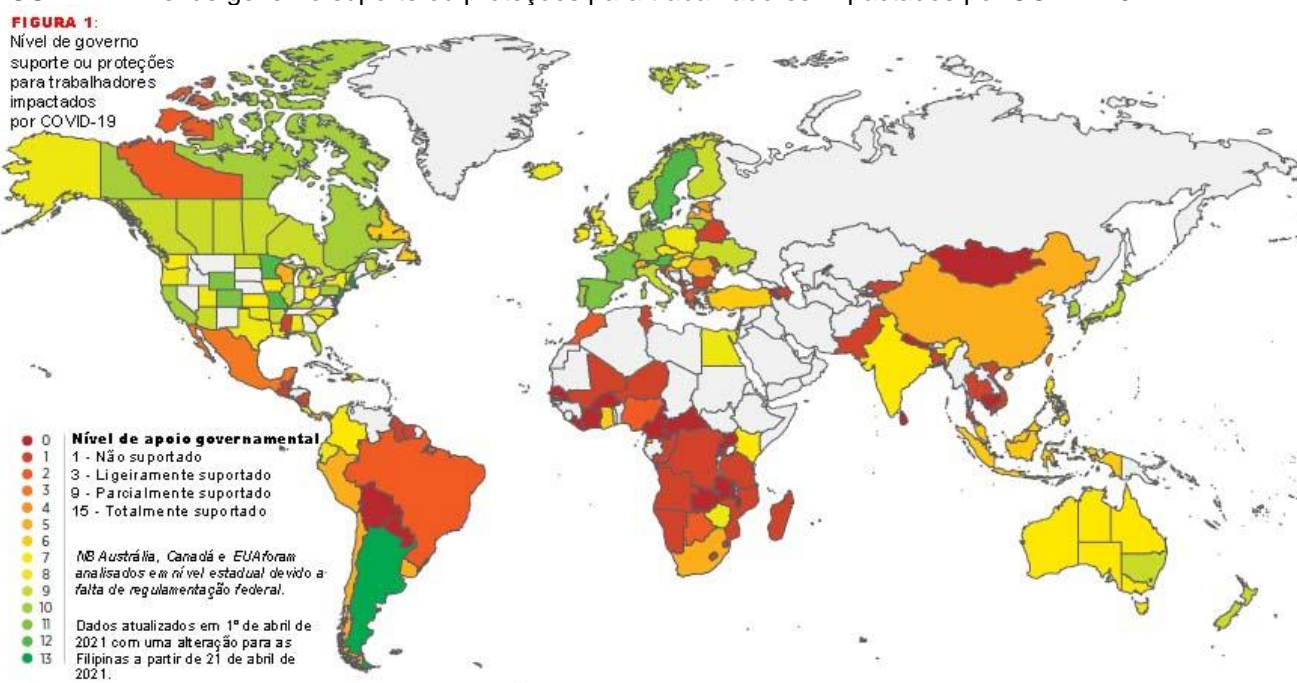 FIGURA 1:
Nível de governo
suporte ou proteções
para trabalhadores
impactados
por COVID-19
0
1
2
3
4
5
6
7
8
9
10
11
12
13
Nível de apoio governamental
1 - Não suportado
3 - Ligeiramente suportado
9 - Parcialmente suportado
15 - Totalmente suportado
NB Austrália, Canadá e EUAforam
analisados em nível estadual devido a
falta de regulamentação federal.
Dados atualizados em 1º de abril de
2021 com uma alteração para as
Filipinas a partir de 21 de abril de
2021.